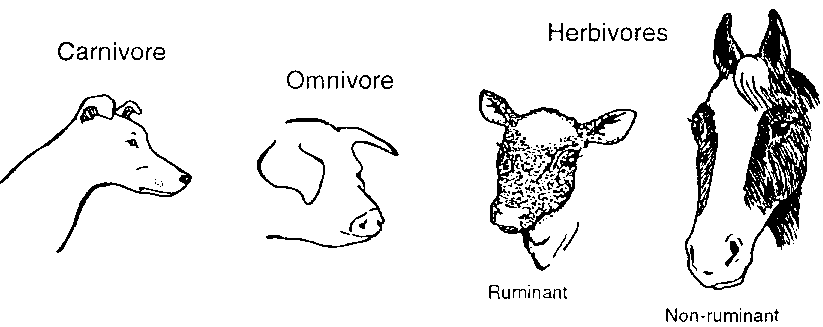 Carnivore
Omnivore
Herbivores
Ruminant
Non-ruminant